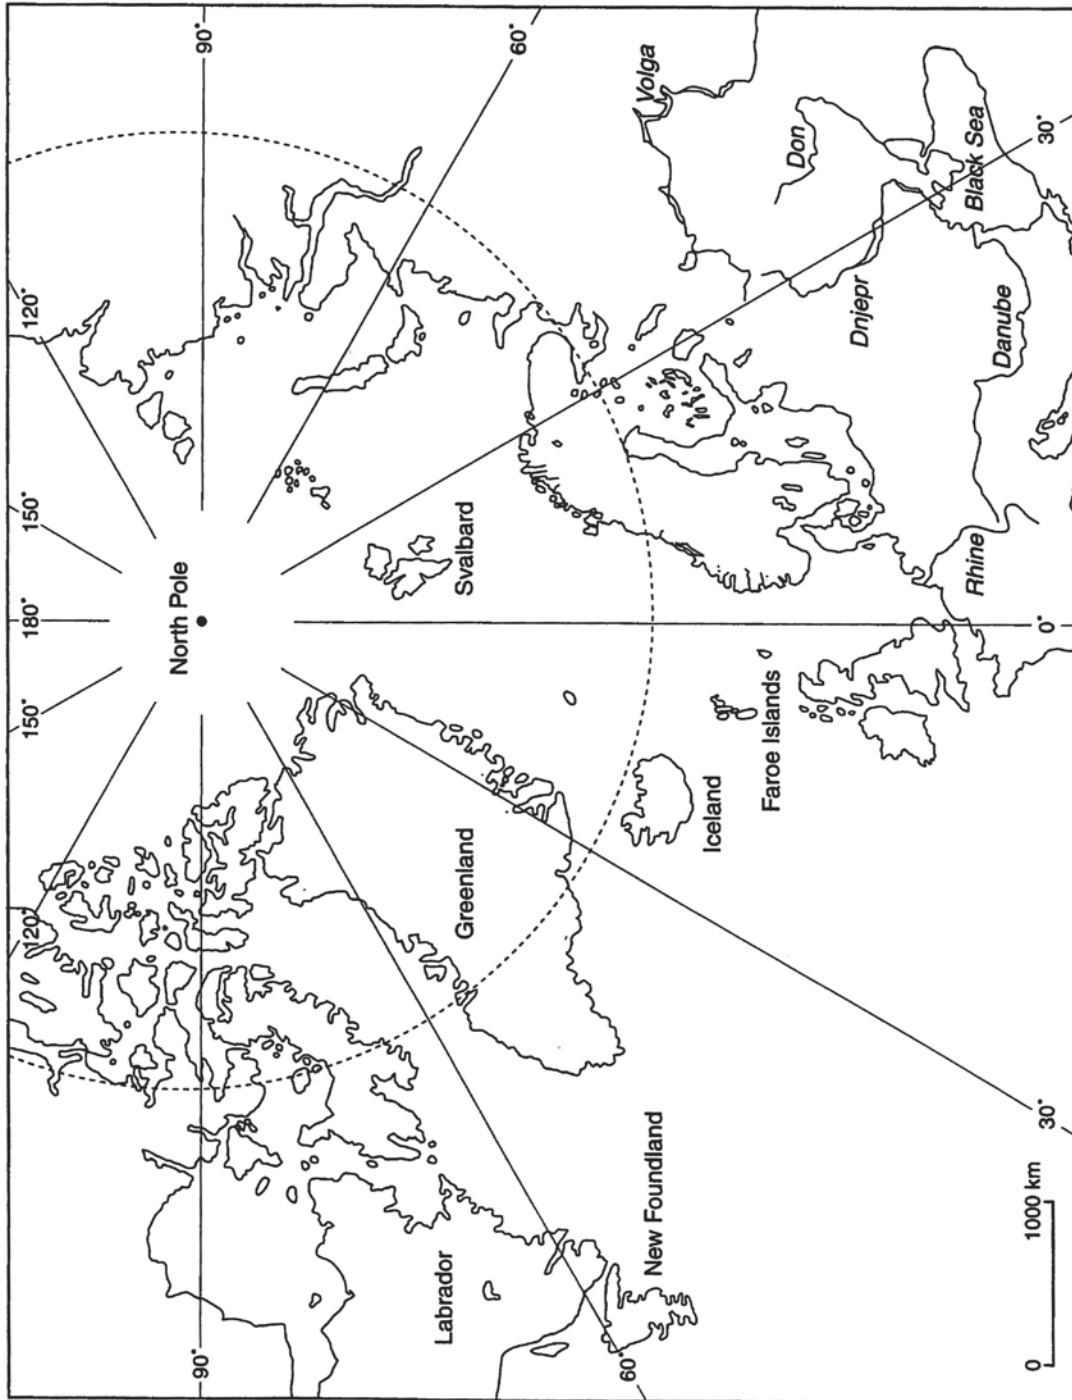 120°
150°
180°
150°
120°
North Pole
90°
90°
Labrador
Greenland
Svalbard
60°
60°
New Foundland
Volga
Iceland
Faroe Islands
Don
Dnjepr
Rhine
Black Sea
Danube
0
1000 km
30°
0°
30°